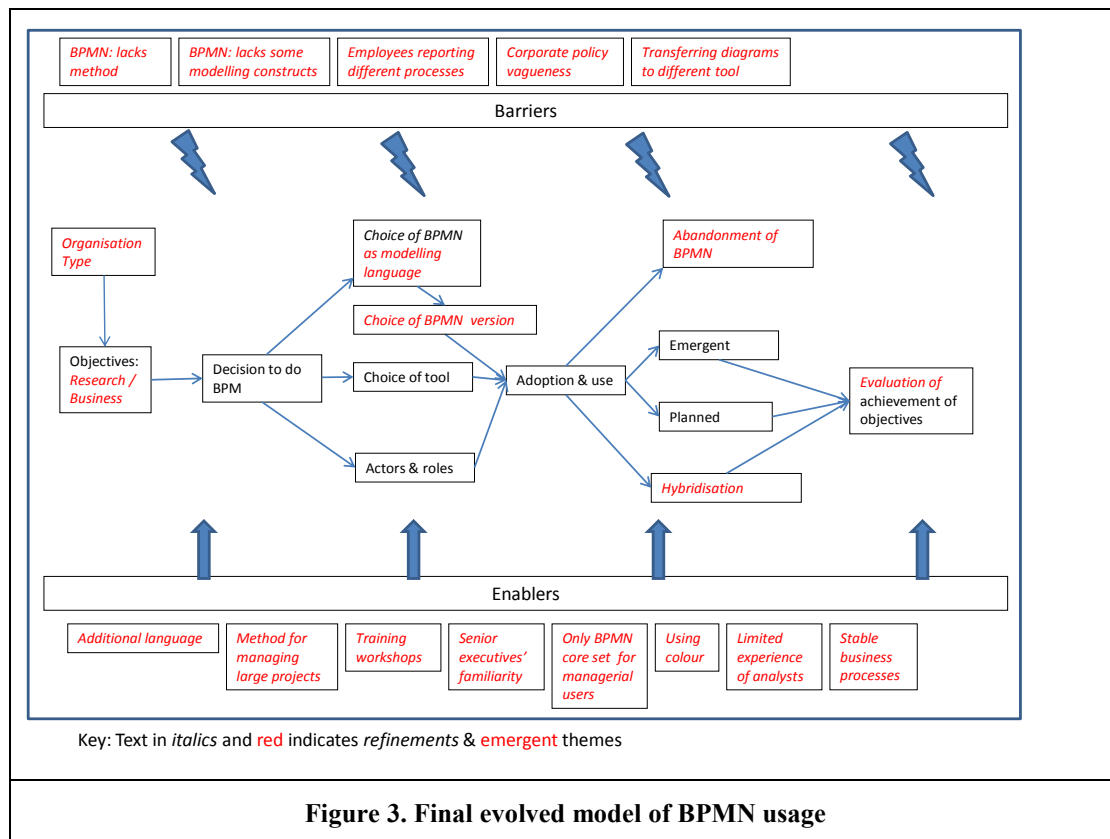 BPMN: lacks
method
BPMN: lacks some
modelling constructs
Employees reporting
different processes
Corporate policy
vagueness
Transferring diagrams
to different tool
Barriers
Organisation
Type
Choice of BPMN
as modelling
language
Abandonment of
BPMN
Choice of BPMN version
Objectives:
Research /
Business
Decision to do
BPM
Choice of tool
Adoption & use
Emergent
Planned
Evaluation of
achievement of
objectives
Actors & roles
Hybridisation
Enablers
Additional language
Method for
managing
large projects
Training
workshops
Senior
executives’
familiarity
Only BPMN
core set for
managerial
users
Using
colour
Limited
experience
of analysts
Stable
business
processes
Key: Text in italics and red indicates refinements & emergent themes
Figure 3. Final evolved model of BPMN usage